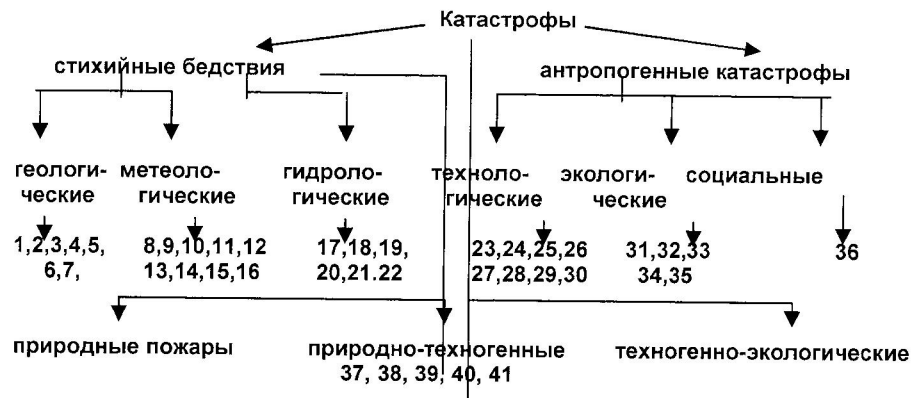 Катастрофы
стихийные бедствия
антропогенные катастрофы
геологи-
ческие
метеоло-
гические
гидроло-
гические
техноло-
гические
экологи-
ческие
социальные
1,2,3,4,5,
6,7,
8,9,10,11,12
13,14,15,16
17,18,19,
20,21.22
23,24,25,26
27,28,29,30
31,32,33
34,35
36
природные пожары
природно-техногенные
37, 38, 39, 40, 41
техногенно-экологические